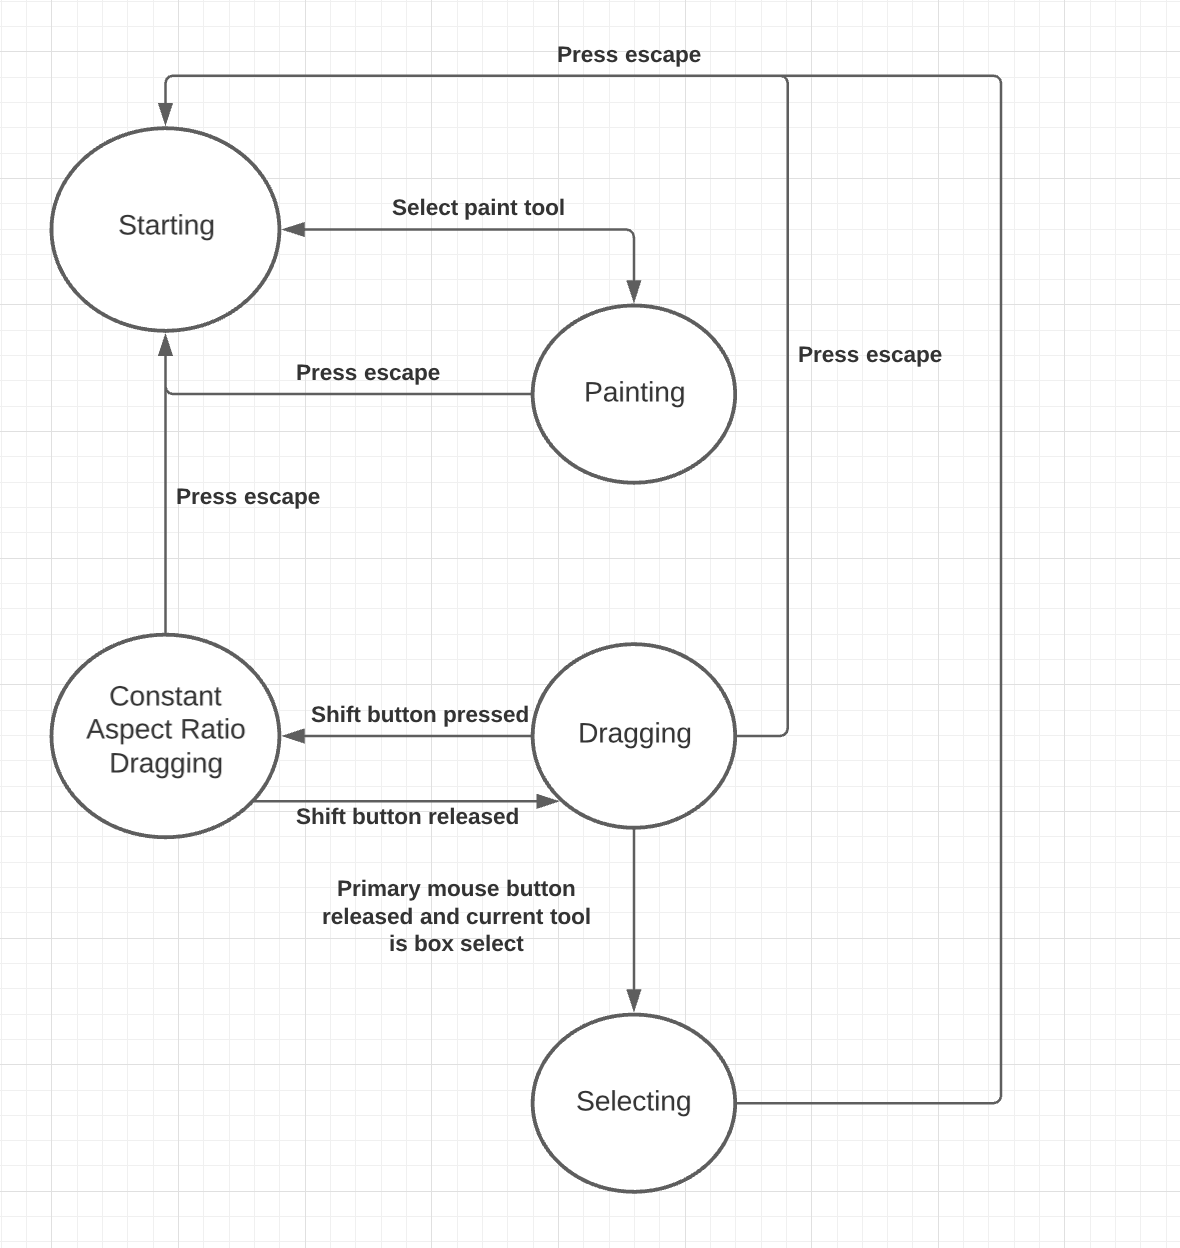 Press escape
Starting
Select paint tool
Press escape
Press escape
Painting
Press escape
Constant
Aspect Ratio
Dragging
Shift button pressed
Dragging
Shift button released
Primary mouse button
released and current tool
is box select
Selecting